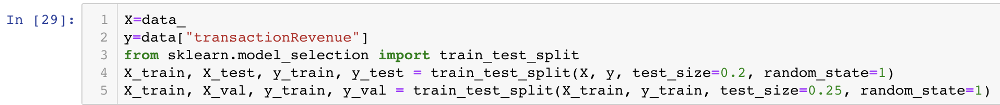 In [29]:
1 X=data_
2 y=data["transactionRevenue"]
3 from sklearn.model_selection import train_test_split
4 X_train, X_test, y_train, y_test = train_test_split(X, y, test_size=0.2, random_state=1)
5 X_train, X_val, y_train, y_val = train_test_split(X_train, y_train, test_size=0.25, random_state=1)